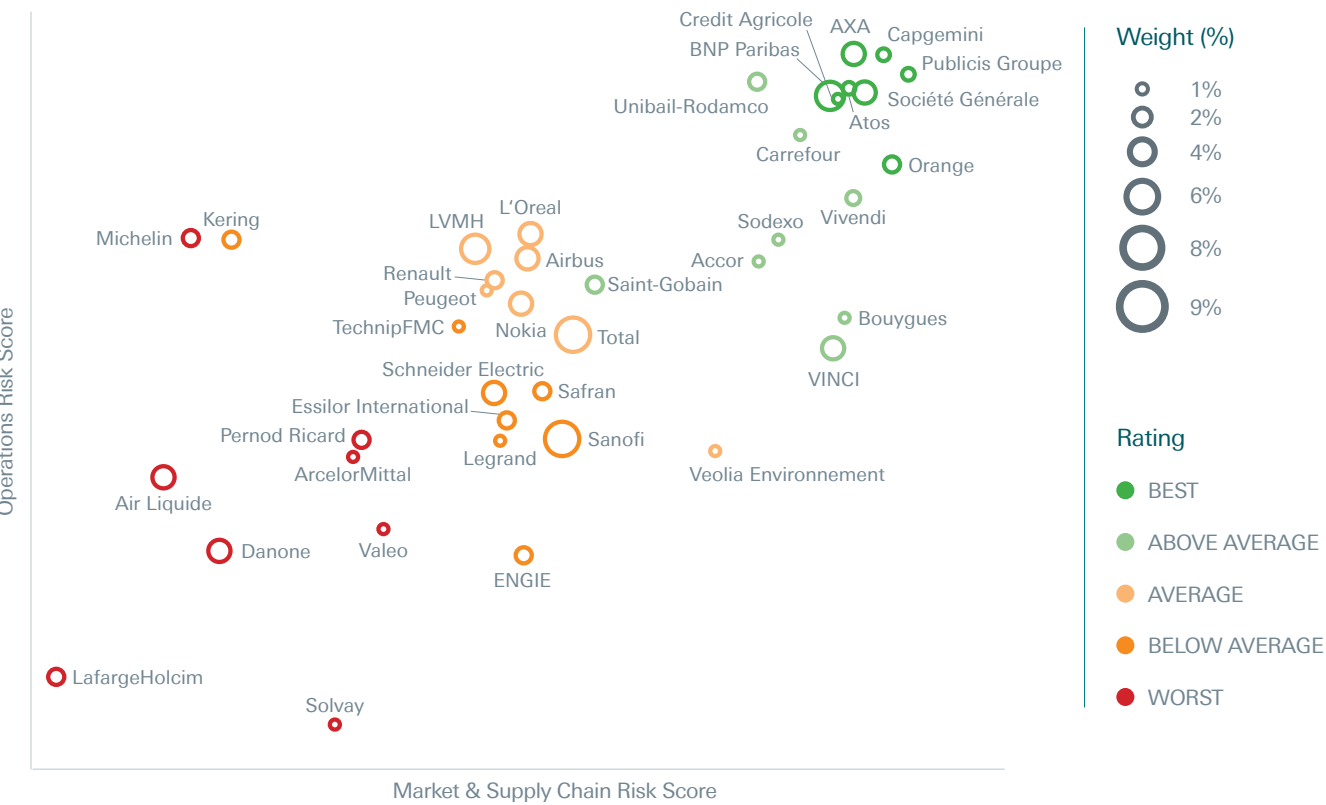 Credit Agricole
AXA
Capgemini
BNP Paribas
Publicis Groupe
Unibail-Rodamco
Société Générale
Atos
Carrefour
Orange
Vivendi
Sodexo
Accor
L‘Oreal
LVMH
Kering
Michelin
Airbus
Renault
Peugeot
Saint-Gobain
TechnipFMC
Nokia
Total
Bouygues
VINCI
Schneider Electric
Safran
Essilor International
Pernod Ricard
Sanofi
Legrand
ArcelorMittal
Veolia Environnement
Air Liquide
Danone
Valeo
ENGIE
LafargeHolcim
Solvay
Operations Risk Score
Market & Supply Chain Risk Score
Weight (%)
1%
2%
4%
6%
8%
9%
Rating
BEST
ABOVE AVERAGE
AVERAGE
BELOW AVERAGE
WORST